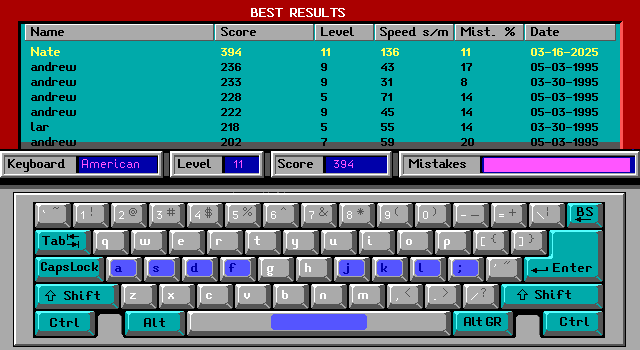 BEST RESULTS
Name Score Level Speed s/m Mist. % Date
Nate 394 11 136 11 03-16-2025
andrew 236 9 43 17 05-03-1995
andrew 233 9 31 8 03-30-1995
andrew 228 5 71 14 05-03-1995
andrew 222 9 45 14 05-03-1995
lar 218 5 55 14 03-30-1995
andrew 202 7 59 20 05-03-1995
Keyboard American Level 11 Score 394 Mistakes
` ~ 1 ! 2 @ 3 # 4 $ 5 % 6 ^ 7 & 8 * 9 ( 0 ) - _ = + \ | BS
Tab q w e r t y u i o p [ { ] }
CapsLock a s d f g h j k l ; ' " Enter
Shift z x c v b n m , < . > / ? Shift
Ctrl Alt Alt GR Ctrl